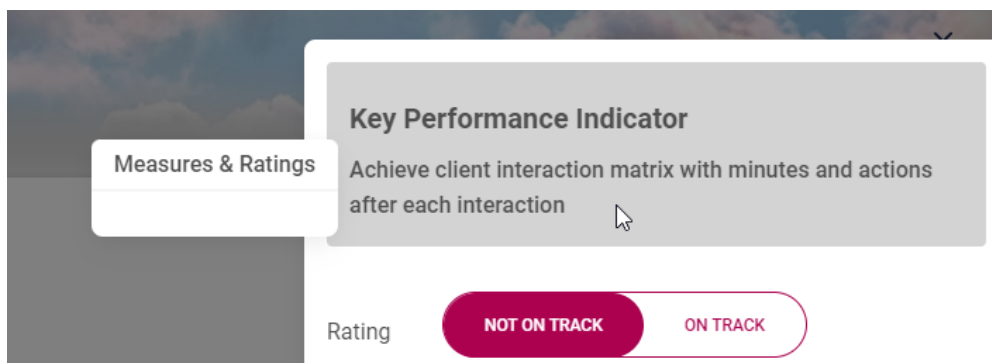 Key Performance Indicator
Measures & Ratings
Achieve client interaction matrix with minutes and actions
after each interaction
Rating
NOT ON TRACK
ON TRACK